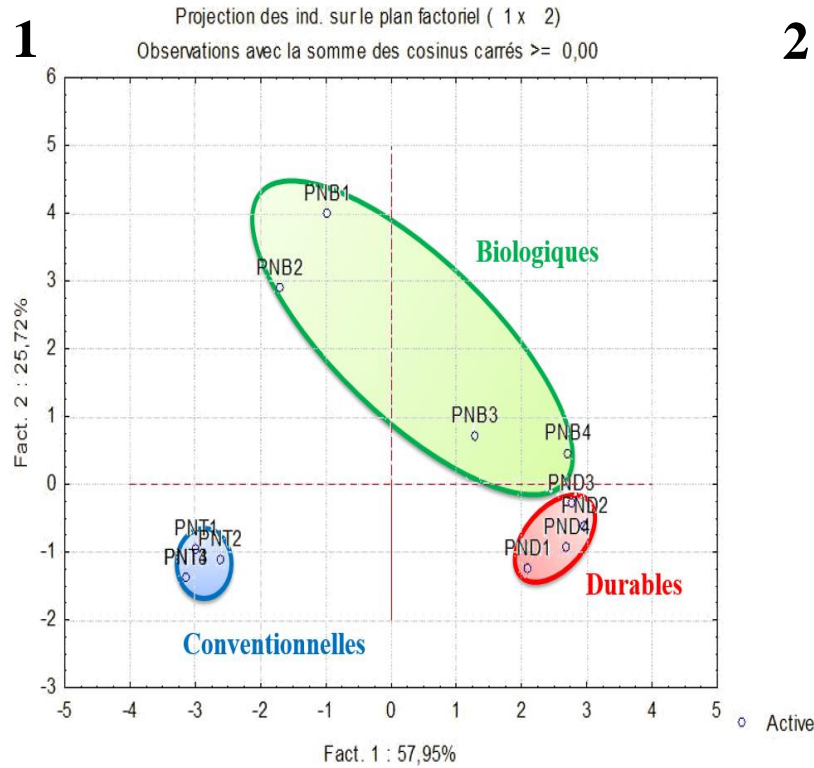 Projection des ind. sur le plan factoriel ( 1 x 2)
1
2
Observations avec la somme des cosinus carrés >= 0,00
6
5
4
3
2
1
0
-1
-2
-3
Fact. 2 : 25,72%
PNB1
PNB2
Biologiques
PNB3
PNB4
PND3
PND2
PND4
PND1
PNT1
PNT2
Durables
Conventionnelles
-5 -4 -3 -2 -1 0 1 2 3 4 5
Active
Fact. 1 : 57,95%